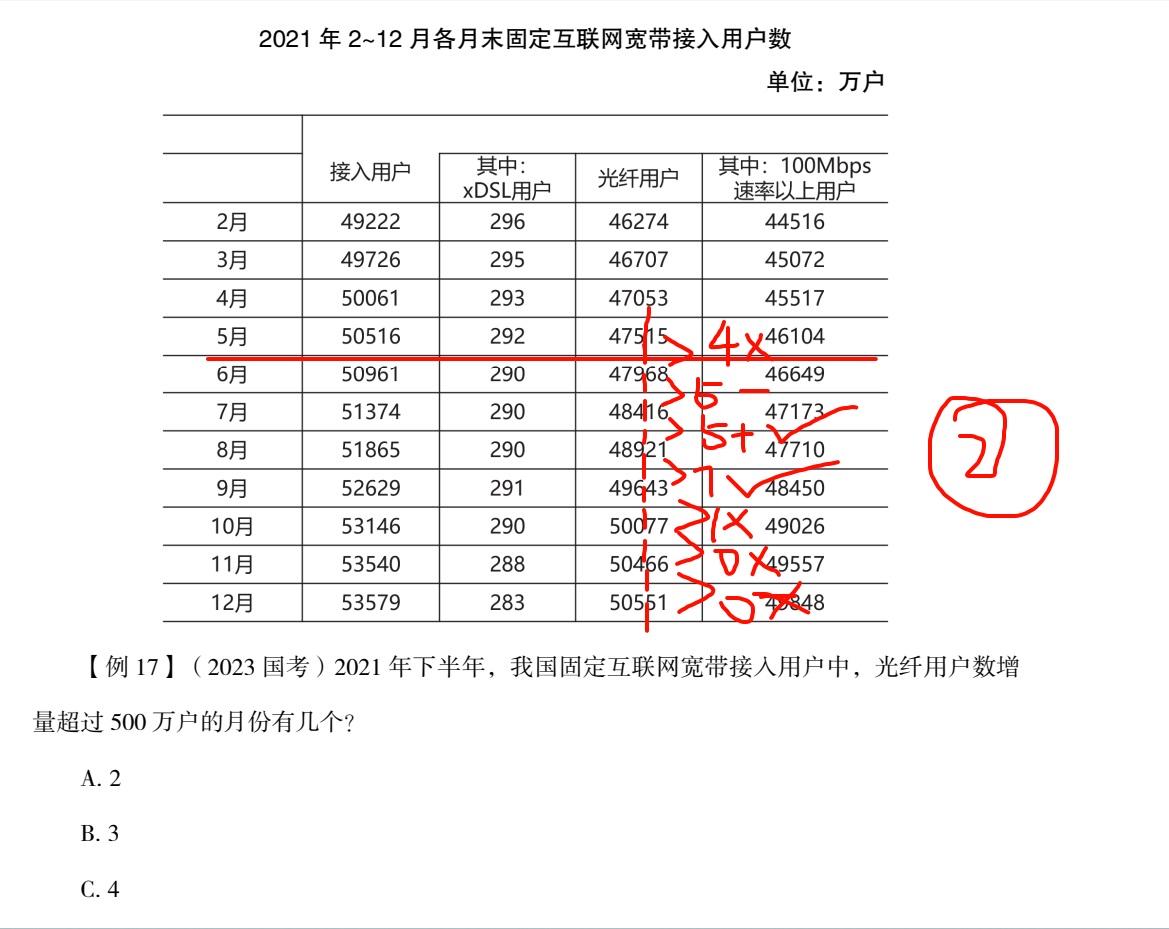 2021 年 2~12 月各月末固定互联网宽带接入用户数
单位：万户
接入用户 其中：xDSL用户 光纤用户 其中：100Mbps速率以上用户
2月 49222 296 46274 44516
3月 49726 295 46707 45072
4月 50061 293 47053 45517
5月 50516 292 47515 46104
4×
6月 50961 290 47968 46649
5 −
7月 51374 290 48416 47173
5+ ✓
8月 51865 290 48921 47710
7 ✓
9月 52629 291 49643 48450
1×
10月 53146 290 50077 49026
0×
11月 53540 288 50466 49557
0×
12月 53579 283 50551 49848
2
【例 17】（2023 国考）2021 年下半年，我国固定互联网宽带接入用户中，光纤用户数增
量超过 500 万户的月份有几个？
A. 2
B. 3
C. 4